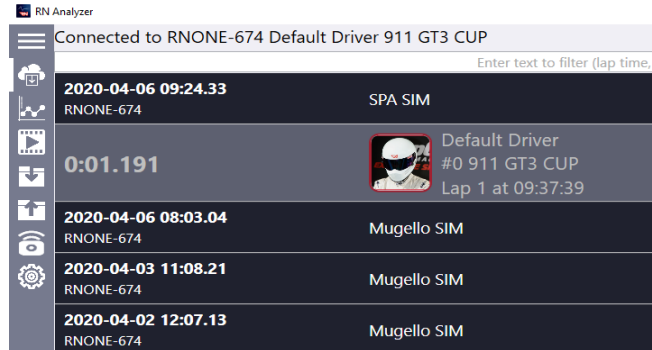 RN Analyzer
Connected to RNONE-674 Default Driver 911 GT3 CUP
Enter text to filter (lap time,
2020-04-06 09:24.33
RNONE-674
SPA SIM
0:01.191
Default Driver
#0 911 GT3 CUP
Lap 1 at 09:37:39
2020-04-06 08:03.04
RNONE-674
Mugello SIM
2020-04-03 11:08.21
RNONE-674
Mugello SIM
2020-04-02 12:07.13
RNONE-674
Mugello SIM